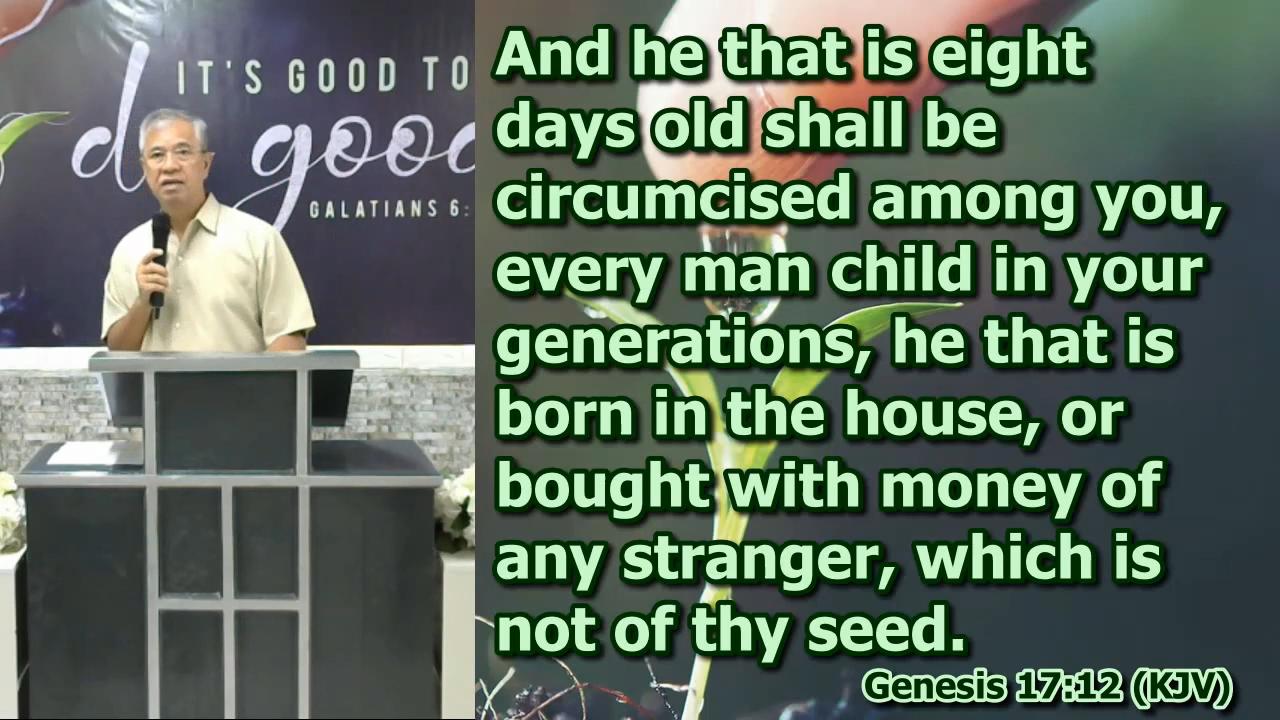 IT'S GOOD TO
do good
GALATIANS 6:
And he that is eight
days old shall be
circumcised among you,
every man child in your
generations, he that is
born in the house, or
bought with money of
any stranger, which is
not of thy seed.
Genesis 17:12 (KJV)